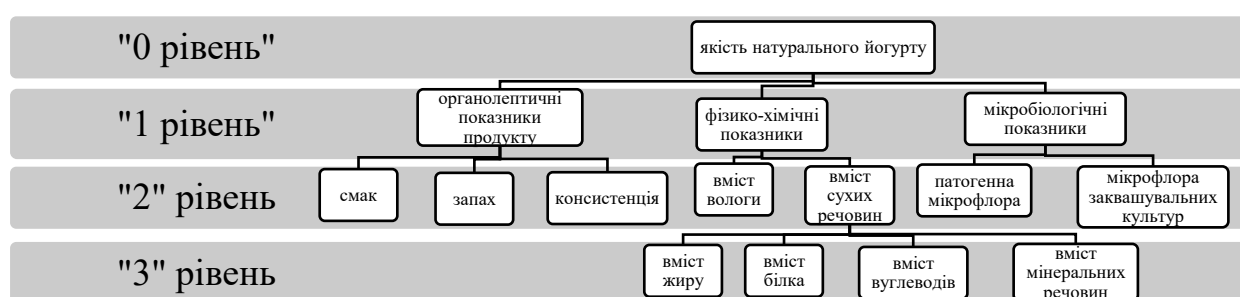 "0 рівень"
якість натурального йогурту
"1 рівень"
органолептичні
показники
продукту
фізико-хімічні
показники
мікробіологічні
показники
"2" рівень
смак
запах
консистенція
вміст
вологи
вміст
сухих
речовин
патогенна
мікрофлора
мікрофлора
заквашувальних
культур
"3" рівень
вміст
жиру
вміст
білка
вміст
вуглеводів
вміст
мінеральних
речовин